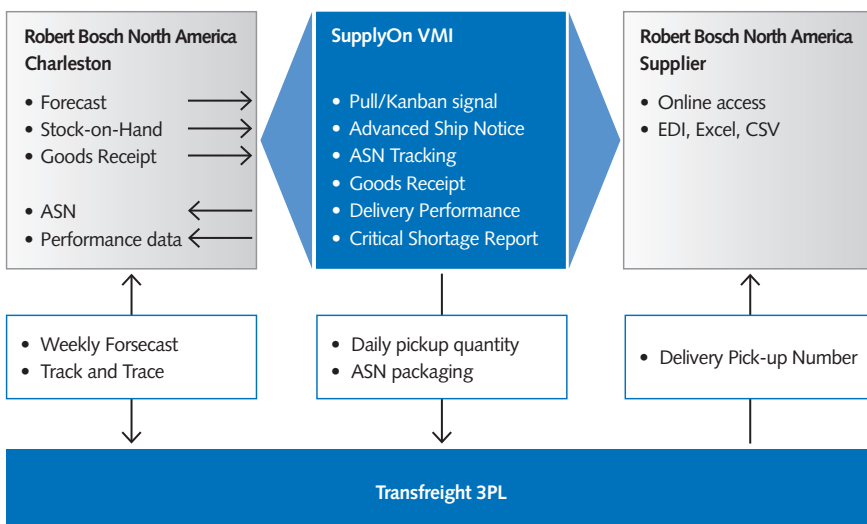 Robert Bosch North America
Charleston
• Forecast
• Stock-on-Hand
• Goods Receipt
• ASN
• Performance data
SupplyOn VMI
• Pull/Kanban signal
• Advanced Ship Notice
• ASN Tracking
• Goods Receipt
• Delivery Performance
• Critical Shortage Report
Robert Bosch North America
Supplier
• Online access
• EDI, Excel, CSV
• Weekly Forsecast
• Track and Trace
• Daily pickup quantity
• ASN packaging
• Delivery Pick-up Number
Transfreight 3PL